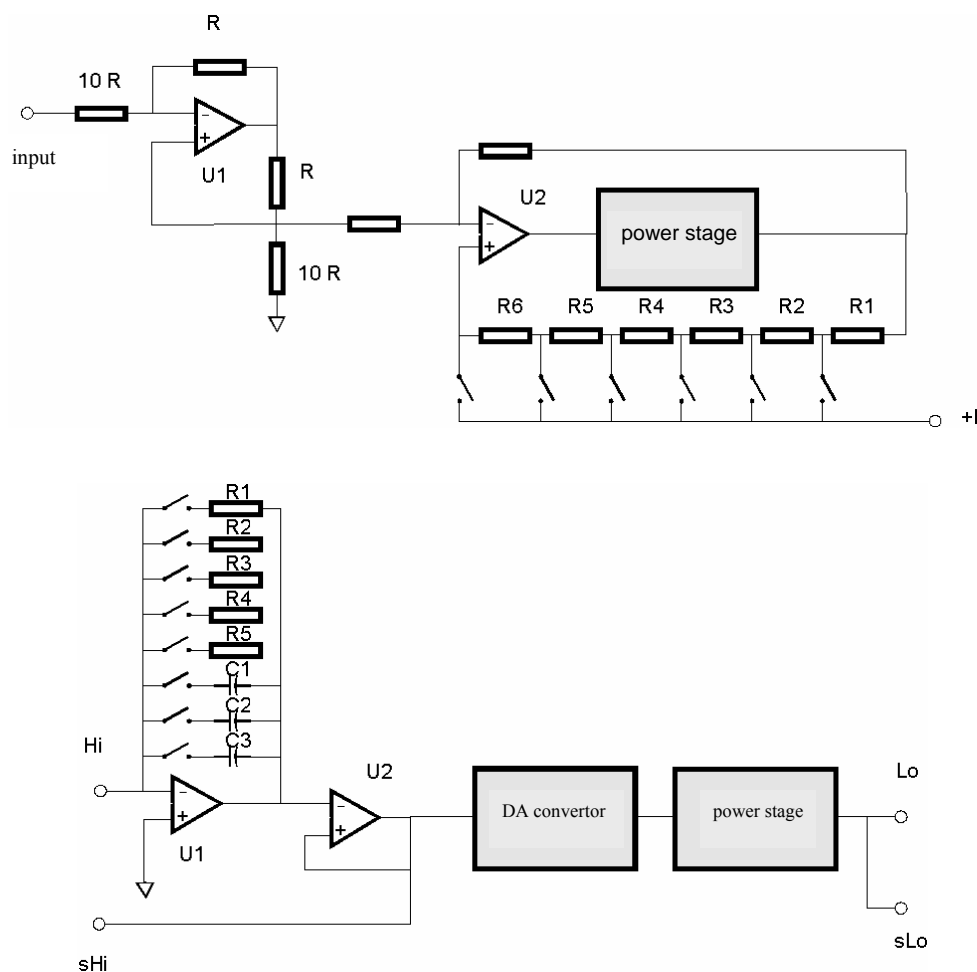 R
10 R
input
U1
R
10 R
U2
power stage
R6 R5 R4 R3 R2 R1
+I
R1
R2
R3
R4
R5
C1
C2
C3
Hi
U1
U2
DA convertor
power stage
Lo
sHi
sLo